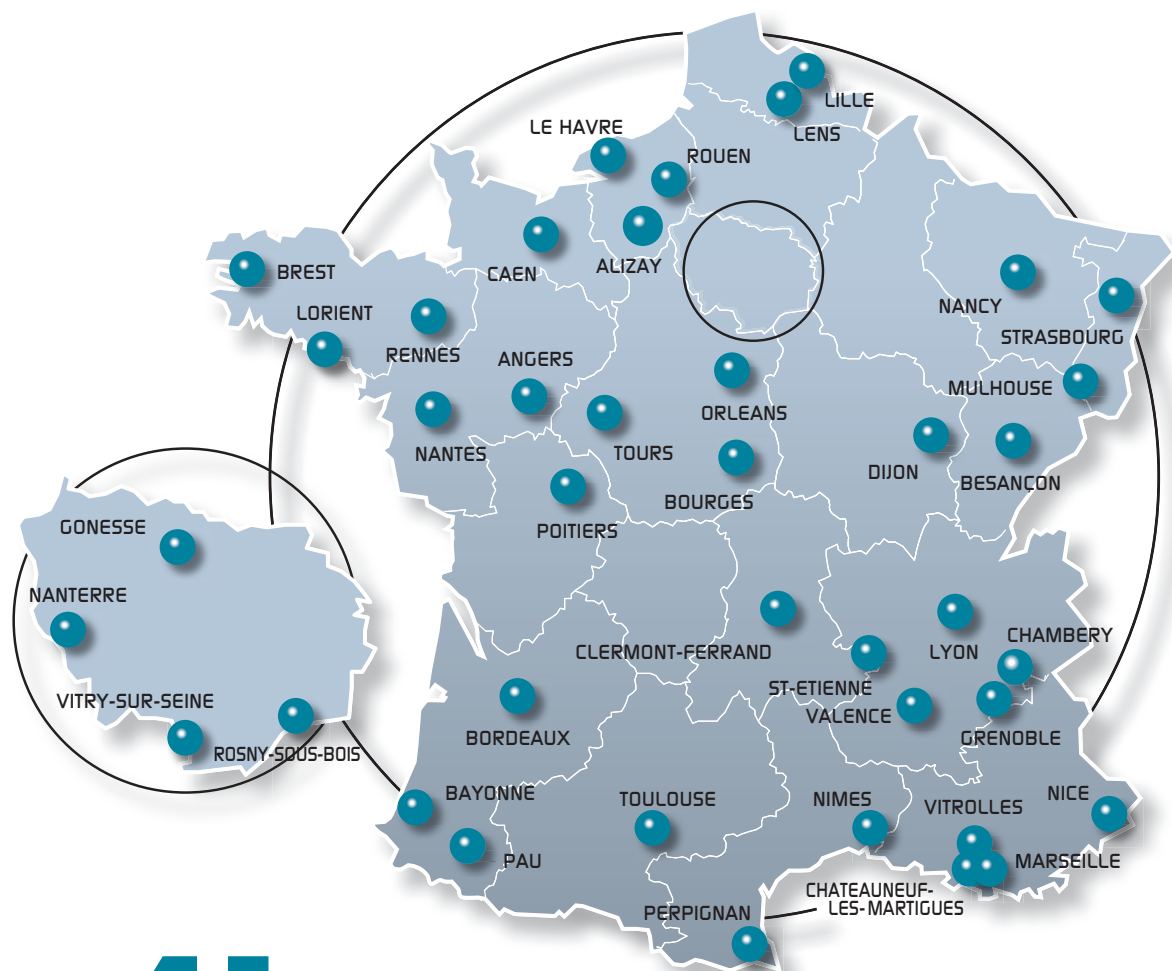 LILLE
LENS
LE HAVRE
ROUEN
ALIZAY
CAEN
BREST
LORIENT
RENNES
ANGERS
NANTES
TOURS
ORLEANS
BOURGES
POITIERS
NANCY
STRASBOURG
MULHOUSE
DIJON
BESANCON
GONESSE
NANTERRE
VITRY-SUR-SEINE
ROSNY-SOUS-BOIS
CLERMONT-FERRAND
LYON
CHAMBERY
ST-ETIENNE
VALENCE
GRENOBLE
BORDEAUX
BAYONNE
PAU
TOULOUSE
NIMES
VITROLLES
NICE
MARSEILLE
CHATEAUNEUF-
LES-MARTIGUES
PERPIGNAN